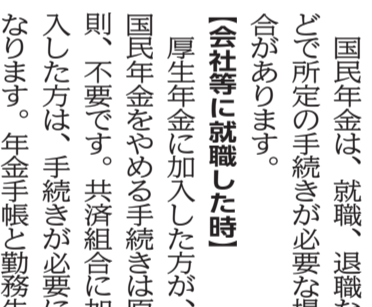 国民年金は、就職、退職な
どで所定の手続きが必要な場
合があります。
【会社等に就職した時】
厚生年金に加入した方が、
国民年金をやめる手続きは原
則、不要です。共済組合に加
入した方は、手続きが必要に
なります。年金手帳と勤務先